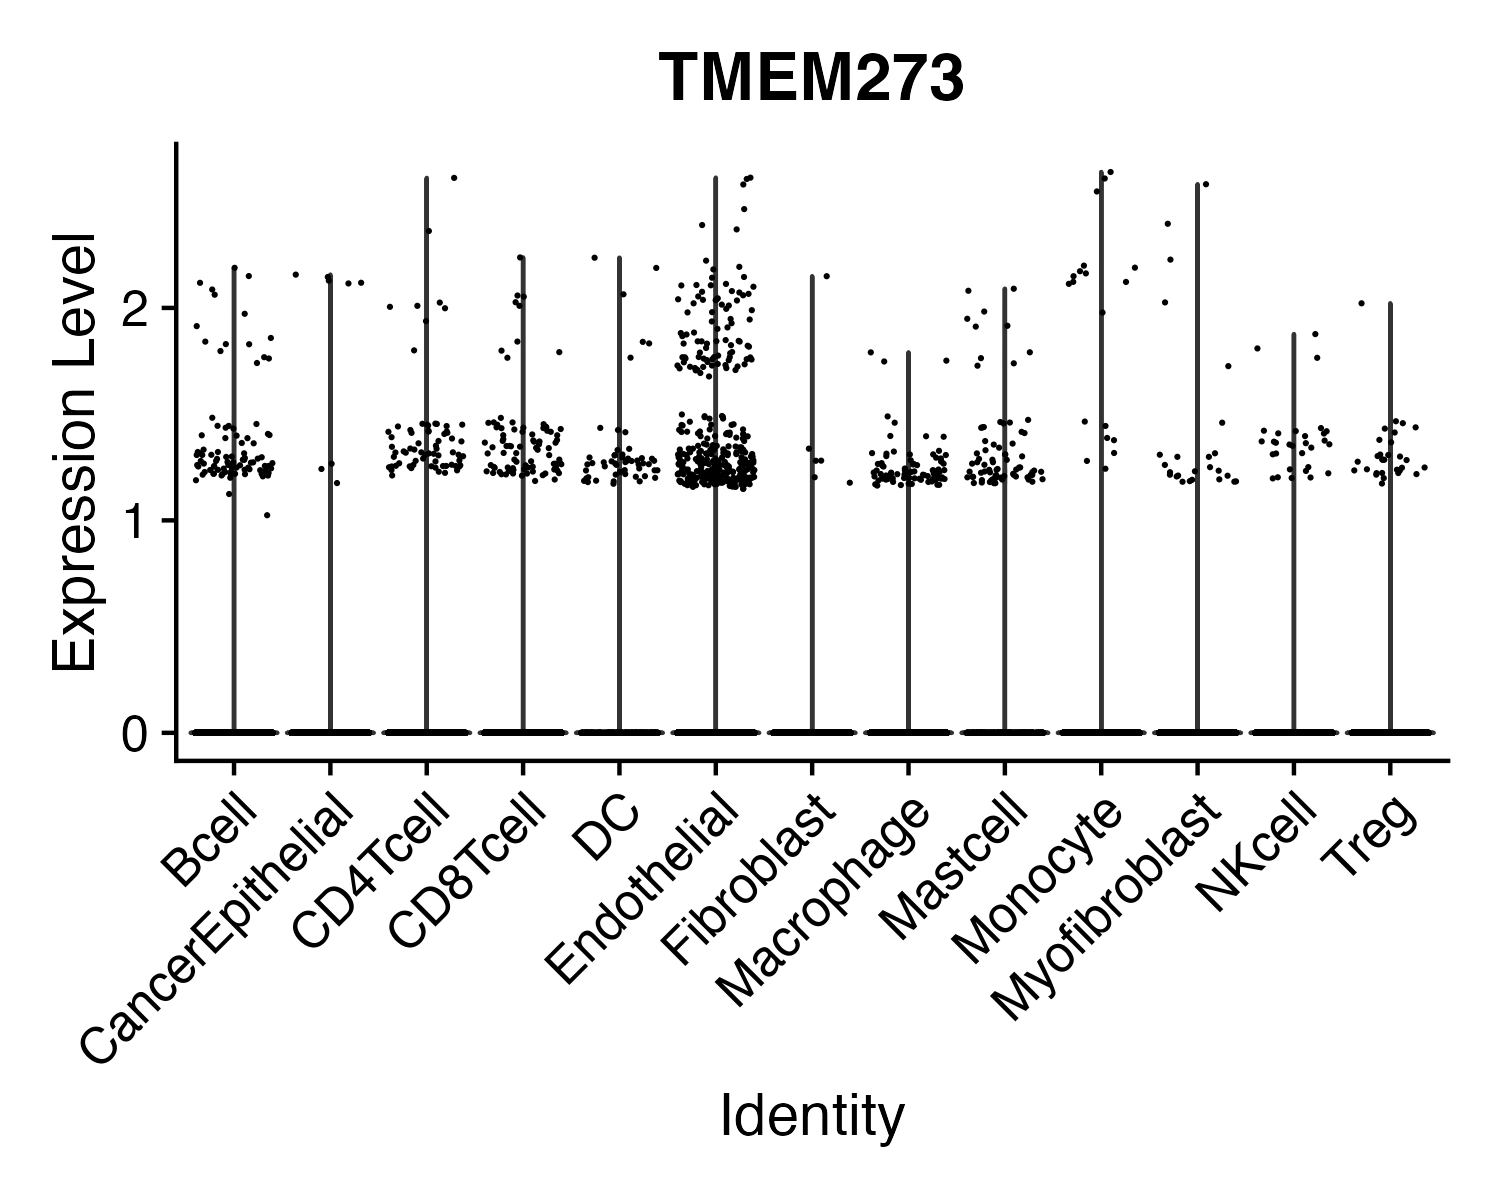 TMEM273
Expression Level
2
1
0
Bcell
CancerEpithelial
CD4Tcell
CD8Tcell
DC
Endothelial
Fibroblast
Macrophage
Mastcell
Monocyte
Myofibroblast
NKcell
Treg
Identity